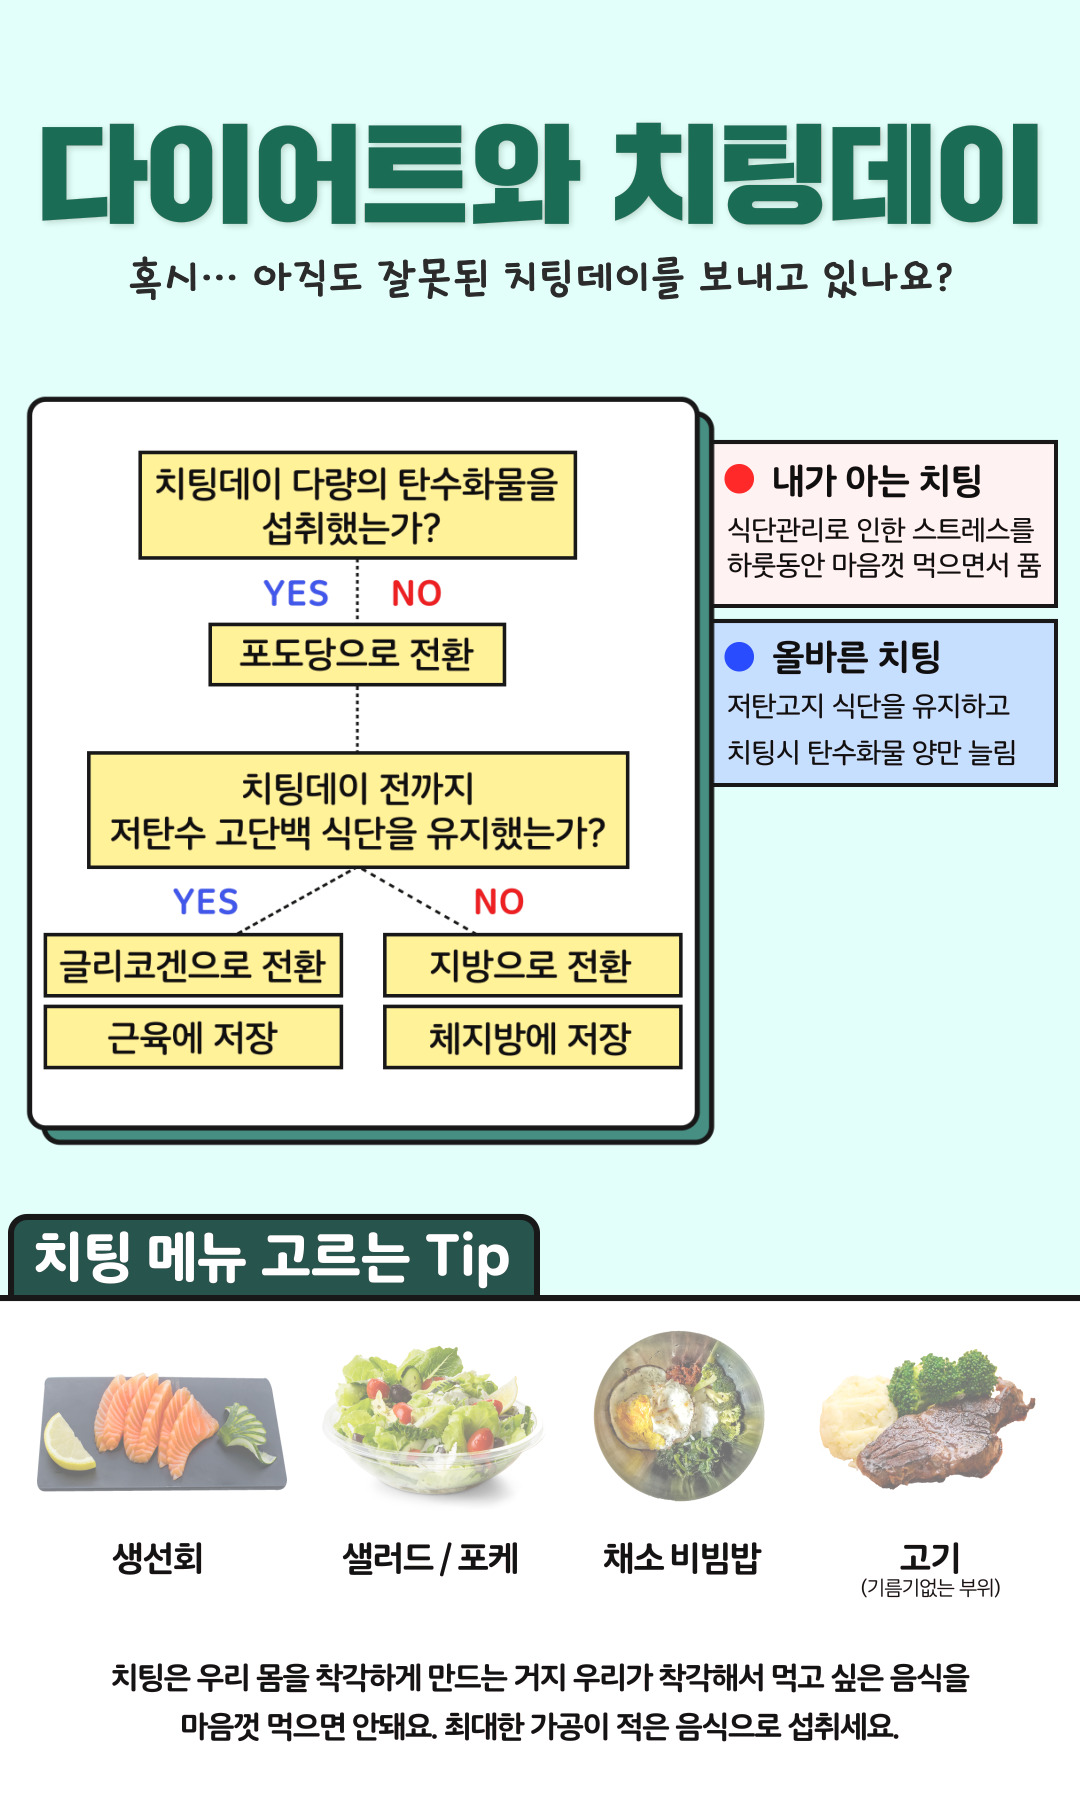 다이어트와 치팅데이
혹시... 아직도 잘못된 치팅데이를 보내고 있나요?
치팅데이 다량의 탄수화물을
섭취했는가?
YES
NO
포도당으로 전환
치팅데이 전까지
저탄수 고단백 식단을 유지했는가?
YES
NO
글리코겐으로 전환
지방으로 전환
근육에 저장
체지방에 저장
내가 아는 치팅
식단관리로 인한 스트레스를
하룻동안 마음껏 먹으면서 품
올바른 치팅
저탄고지 식단을 유지하고
치팅시 탄수화물 양만 늘림
치팅 메뉴 고르는 Tip
생선회
샐러드 / 포케
채소 비빔밥
고기
(기름기없는 부위)
치팅은 우리 몸을 착각하게 만드는 거지 우리가 착각해서 먹고 싶은 음식을
마음껏 먹으면 안돼요. 최대한 가공이 적은 음식으로 섭취세요.